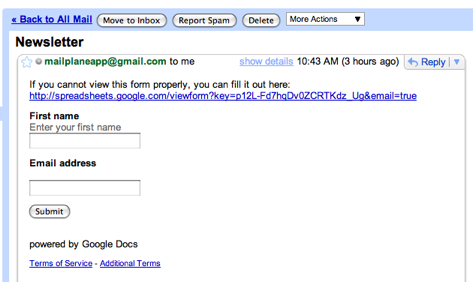 « Back to All Mail Move to Inbox Report Spam Delete More Actions
Newsletter
mailplaneapp@gmail.com to me show details 10:43 AM (3 hours ago) Reply
If you cannot view this form properly, you can fill it out here:
http://spreadsheets.google.com/viewform?key=p12L-Fd7hqDv0ZCRTKdz_Ug&email=true
First name
Enter your first name
Email address
Submit
powered by Google Docs
Terms of Service - Additional Terms